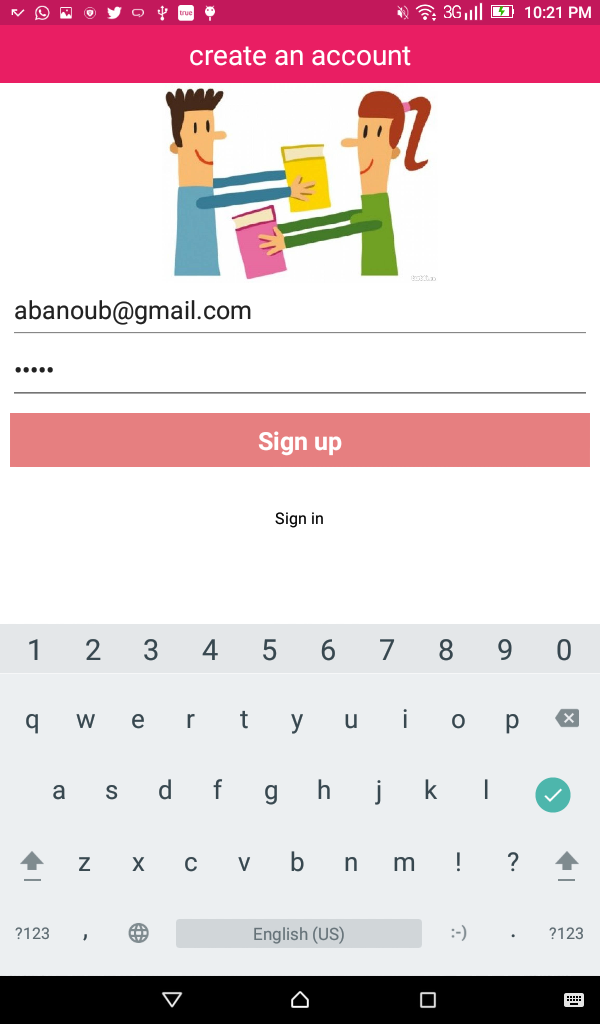 true 3G 10:21 PM
create an account
abanoub@gmail.com
•••••
Sign up
Sign in
1 2 3 4 5 6 7 8 9 0
q w e r t y u i o p
a s d f g h j k l
z x c v b n m ! ?
?123 , English (US) :-) . ?123